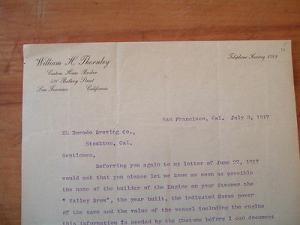 William H. Thornley
Custom House Broker
510 Battery Street
San Francisco California
Telephone Kearny
San Francisco, Cal. July 3, 1917
El Dorado Brewing Co.,
Stockton, Cal.
Gentlemen,
Referring you again to my letter of June 27, 1917
would ask that you please let me have as soon as possible
the name of the builder of the Engine on your Steamer the
" Valley Brew", the year built, the indicated Horse power
of the same and the value of the vessel including the engine
this information is needed by the Customs before I can document